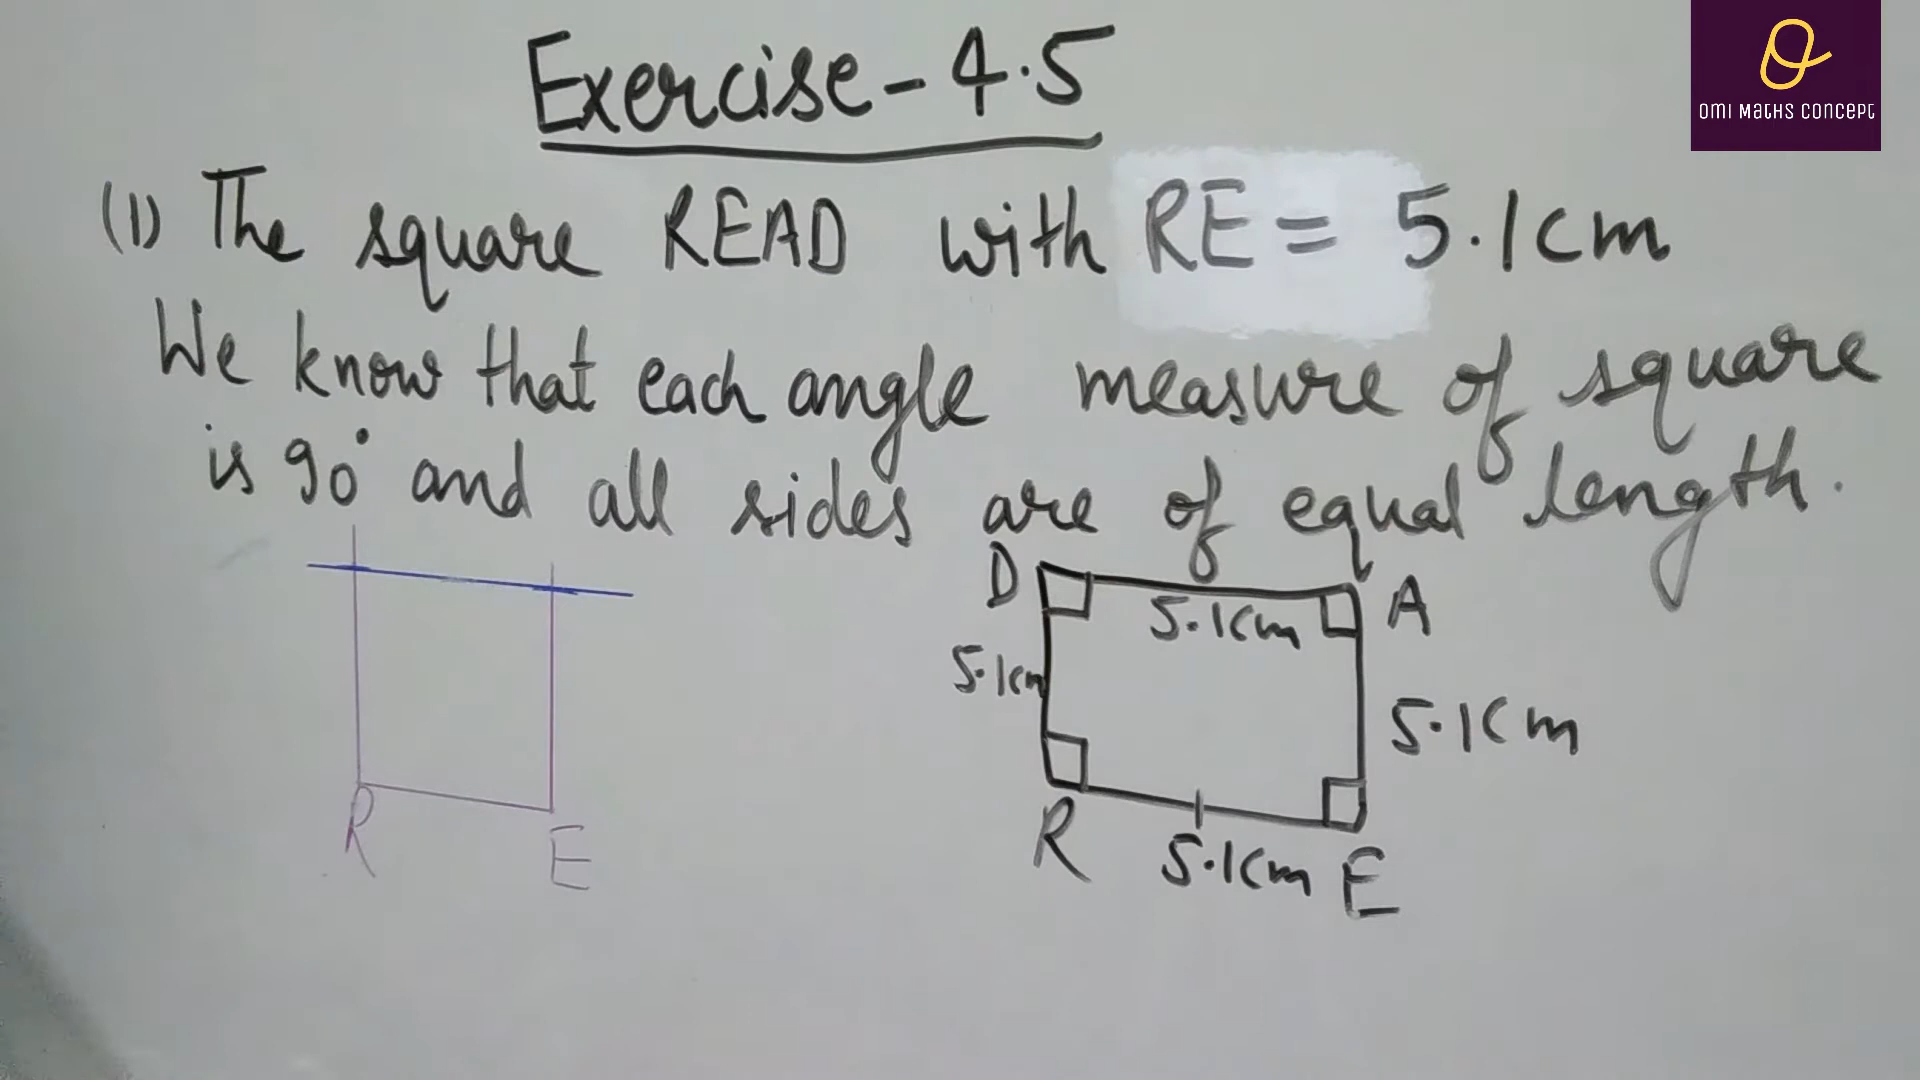 Exercise - 4.5
OMI MATHS CONCEPT
(1) The square READ with RE = 5.1cm
We know that each angle measure of square
is 90° and all sides are of equal length.
D A
5.1cm
5.1cm
5.1cm
R E
R E
5.1cm